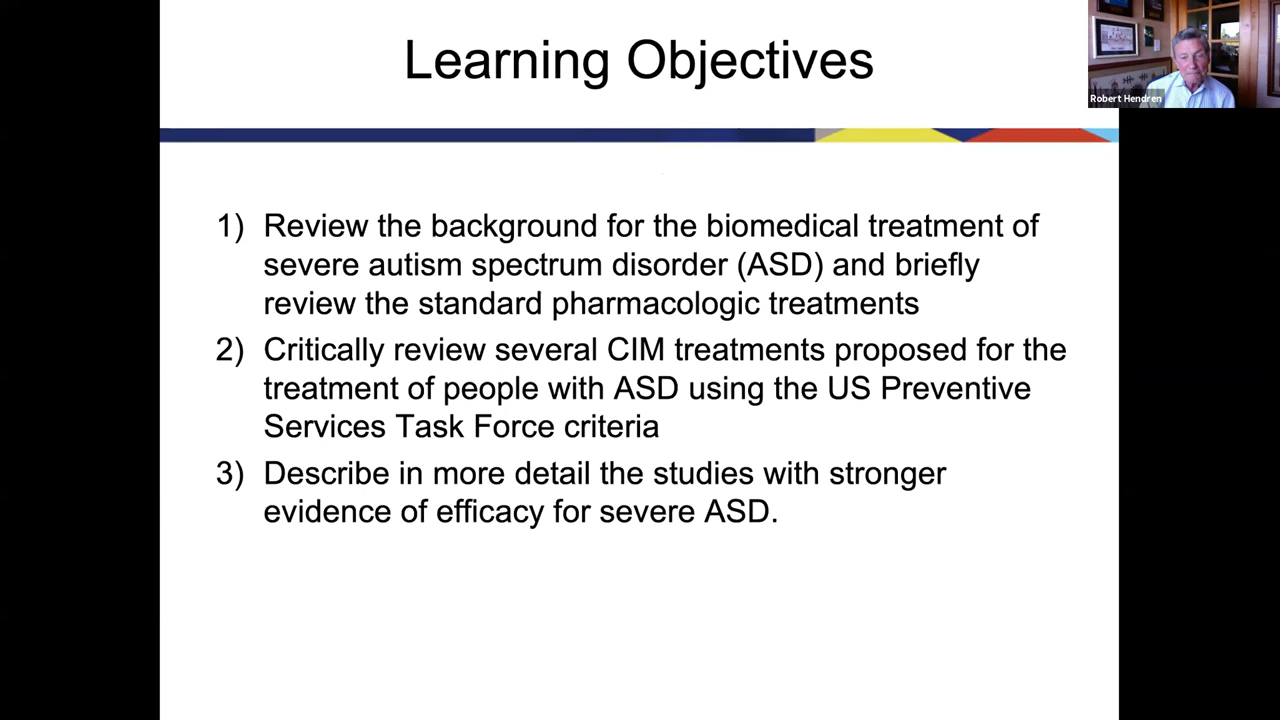 Learning Objectives
Robert Hendren
1) Review the background for the biomedical treatment of
severe autism spectrum disorder (ASD) and briefly
review the standard pharmacologic treatments
2) Critically review several CIM treatments proposed for the
treatment of people with ASD using the US Preventive
Services Task Force criteria
3) Describe in more detail the studies with stronger
evidence of efficacy for severe ASD.